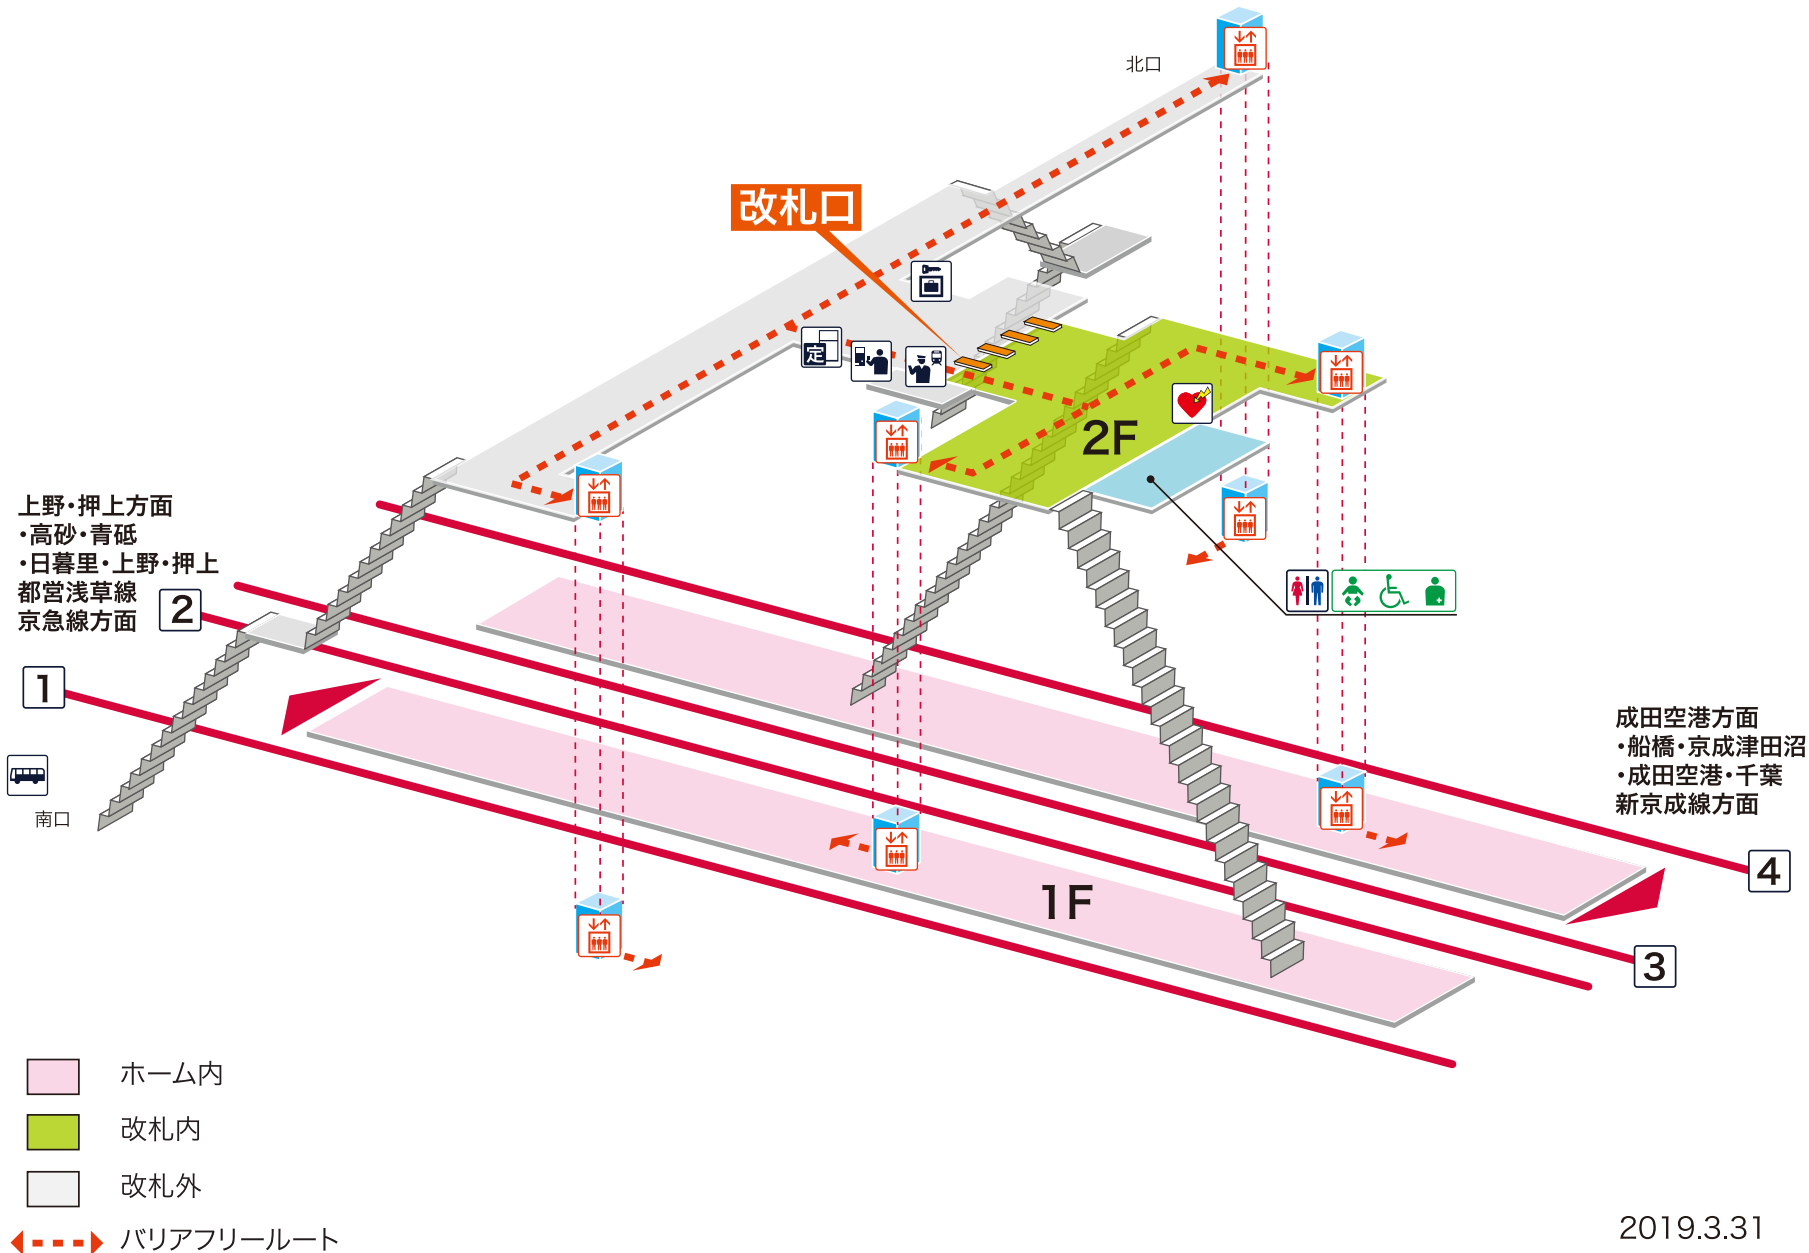 北口
改札口
定
2F
上野・押上方面
・高砂・青砥
・日暮里・上野・押上
都営浅草線
京急線方面
2
1
南口
成田空港方面
・船橋・京成津田沼
・成田空港・千葉
新京成線方面
4
1F
3
ホーム内
改札内
改札外
バリアフリールート
2019.3.31